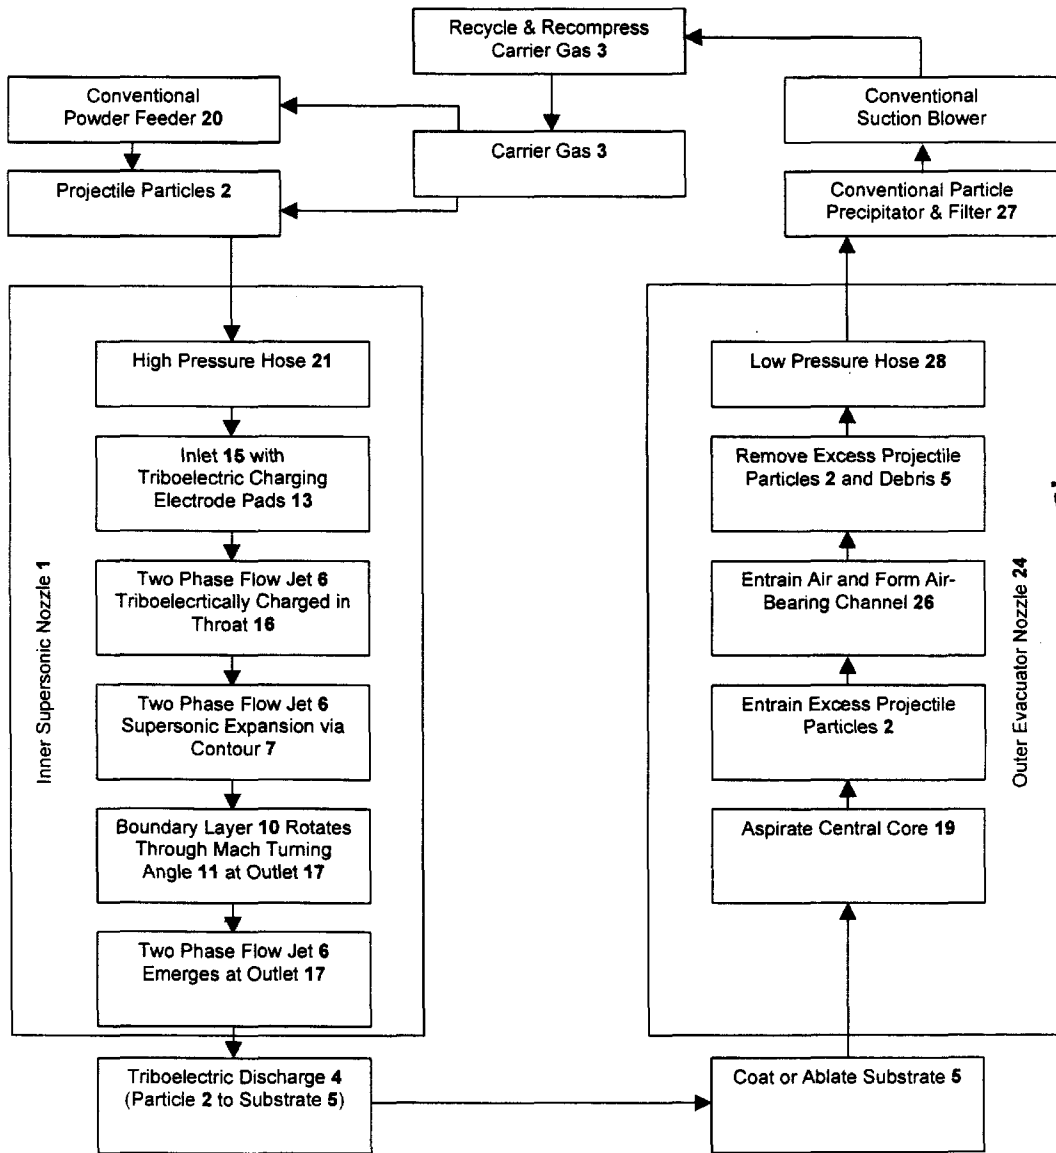 Recycle & Recompress
Carrier Gas 3
Conventional
Powder Feeder 20
Carrier Gas 3
Projectile Particles 2
Conventional
Suction Blower
Conventional Particle
Precipitator & Filter 27
Inner Supersonic Nozzle 1
High Pressure Hose 21
Inlet 15 with
Triboelectric Charging
Electrode Pads 13
Two Phase Flow Jet 6
Triboelecrtically Charged in
Throat 16
Two Phase Flow Jet 6
Supersonic Expansion via
Contour 7
Boundary Layer 10 Rotates
Through Mach Turning
Angle 11 at Outlet 17
Two Phase Flow Jet 6
Emerges at Outlet 17
Triboelectric Discharge 4
(Particle 2 to Substrate 5)
Outer Evacuator Nozzle 24
Low Pressure Hose 28
Remove Excess Projectile
Particles 2 and Debris 5
Entrain Air and Form Air-
Bearing Channel 26
Entrain Excess Projectile
Particles 2
Aspirate Central Core 19
Coat or Ablate Substrate 5